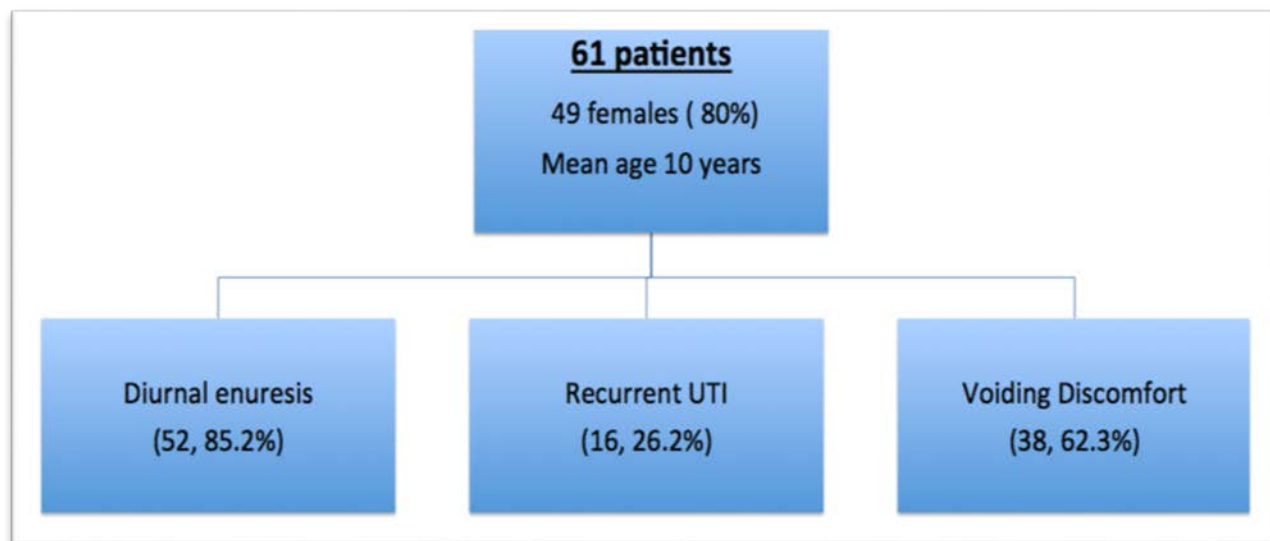 61 patients
49 females ( 80%)
Mean age 10 years
Diurnal enuresis
(52, 85.2%)
Recurrent UTI
(16, 26.2%)
Voiding Discomfort
(38, 62.3%)